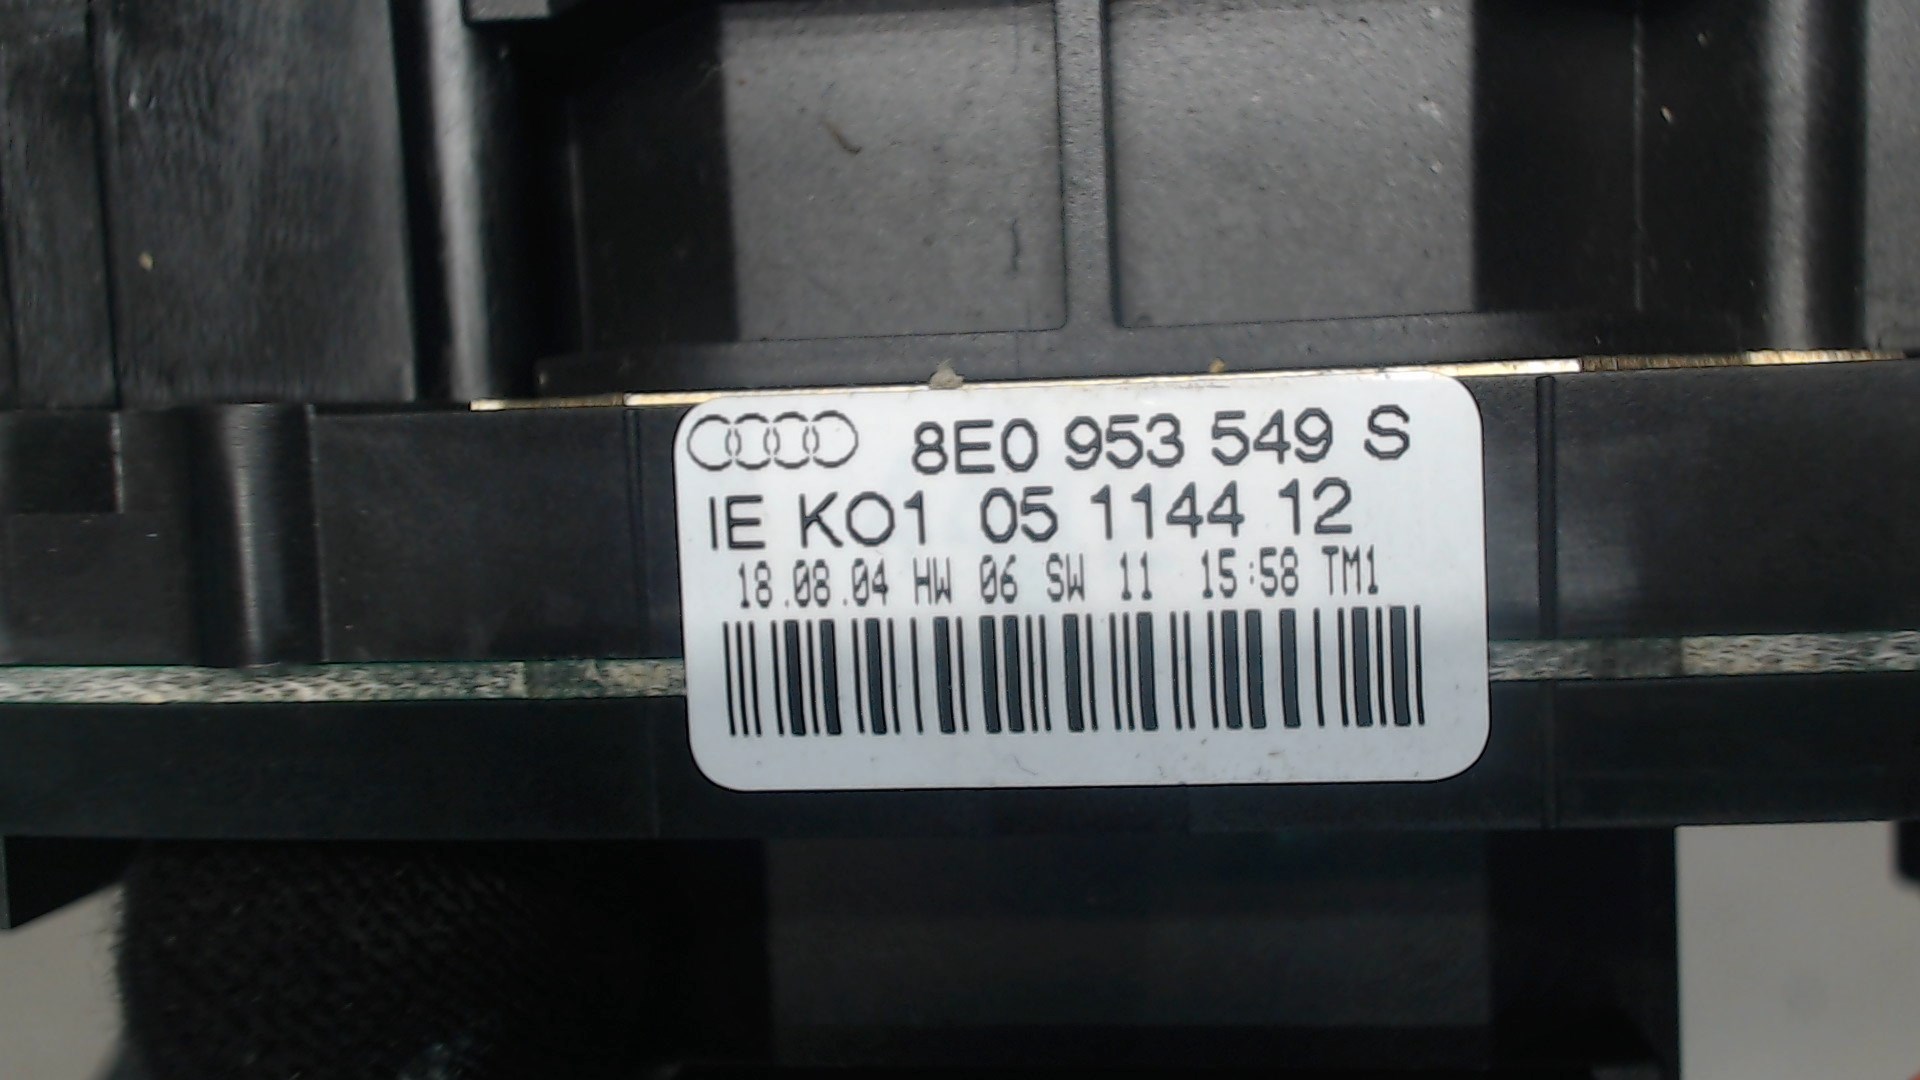 8E0 953 549 S
IE KO1 05 1144 12
18.08.04 HW 06 SW 11 15:58 TM1